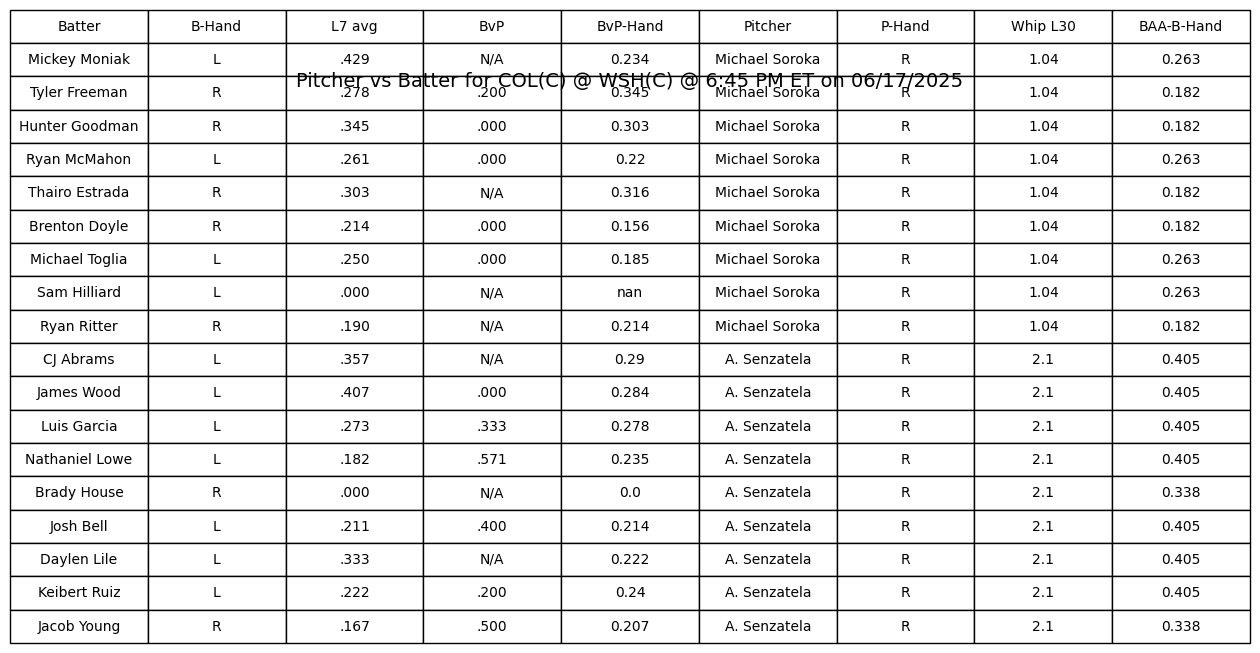 Batter B-Hand L7 avg BvP BvP-Hand Pitcher P-Hand Whip L30 BAA-B-Hand
Mickey Moniak L .429 N/A 0.234 Michael Soroka R 1.04 0.263
Pitcher vs Batter for COL(C) @ WSH(C) @ 6:45 PM ET on 06/17/2025
Tyler Freeman R .278 .200 0.345 Michael Soroka R 1.04 0.182
Hunter Goodman R .345 .000 0.303 Michael Soroka R 1.04 0.182
Ryan McMahon L .261 .000 0.22 Michael Soroka R 1.04 0.263
Thairo Estrada R .303 N/A 0.316 Michael Soroka R 1.04 0.182
Brenton Doyle R .214 .000 0.156 Michael Soroka R 1.04 0.182
Michael Toglia L .250 .000 0.185 Michael Soroka R 1.04 0.263
Sam Hilliard L .000 N/A nan Michael Soroka R 1.04 0.263
Ryan Ritter R .190 N/A 0.214 Michael Soroka R 1.04 0.182
CJ Abrams L .357 N/A 0.29 A. Senzatela R 2.1 0.405
James Wood L .407 .000 0.284 A. Senzatela R 2.1 0.405
Luis Garcia L .273 .333 0.278 A. Senzatela R 2.1 0.405
Nathaniel Lowe L .182 .571 0.235 A. Senzatela R 2.1 0.405
Brady House R .000 N/A 0.0 A. Senzatela R 2.1 0.338
Josh Bell L .211 .400 0.214 A. Senzatela R 2.1 0.405
Daylen Lile L .333 N/A 0.222 A. Senzatela R 2.1 0.405
Keibert Ruiz L .222 .200 0.24 A. Senzatela R 2.1 0.405
Jacob Young R .167 .500 0.207 A. Senzatela R 2.1 0.338